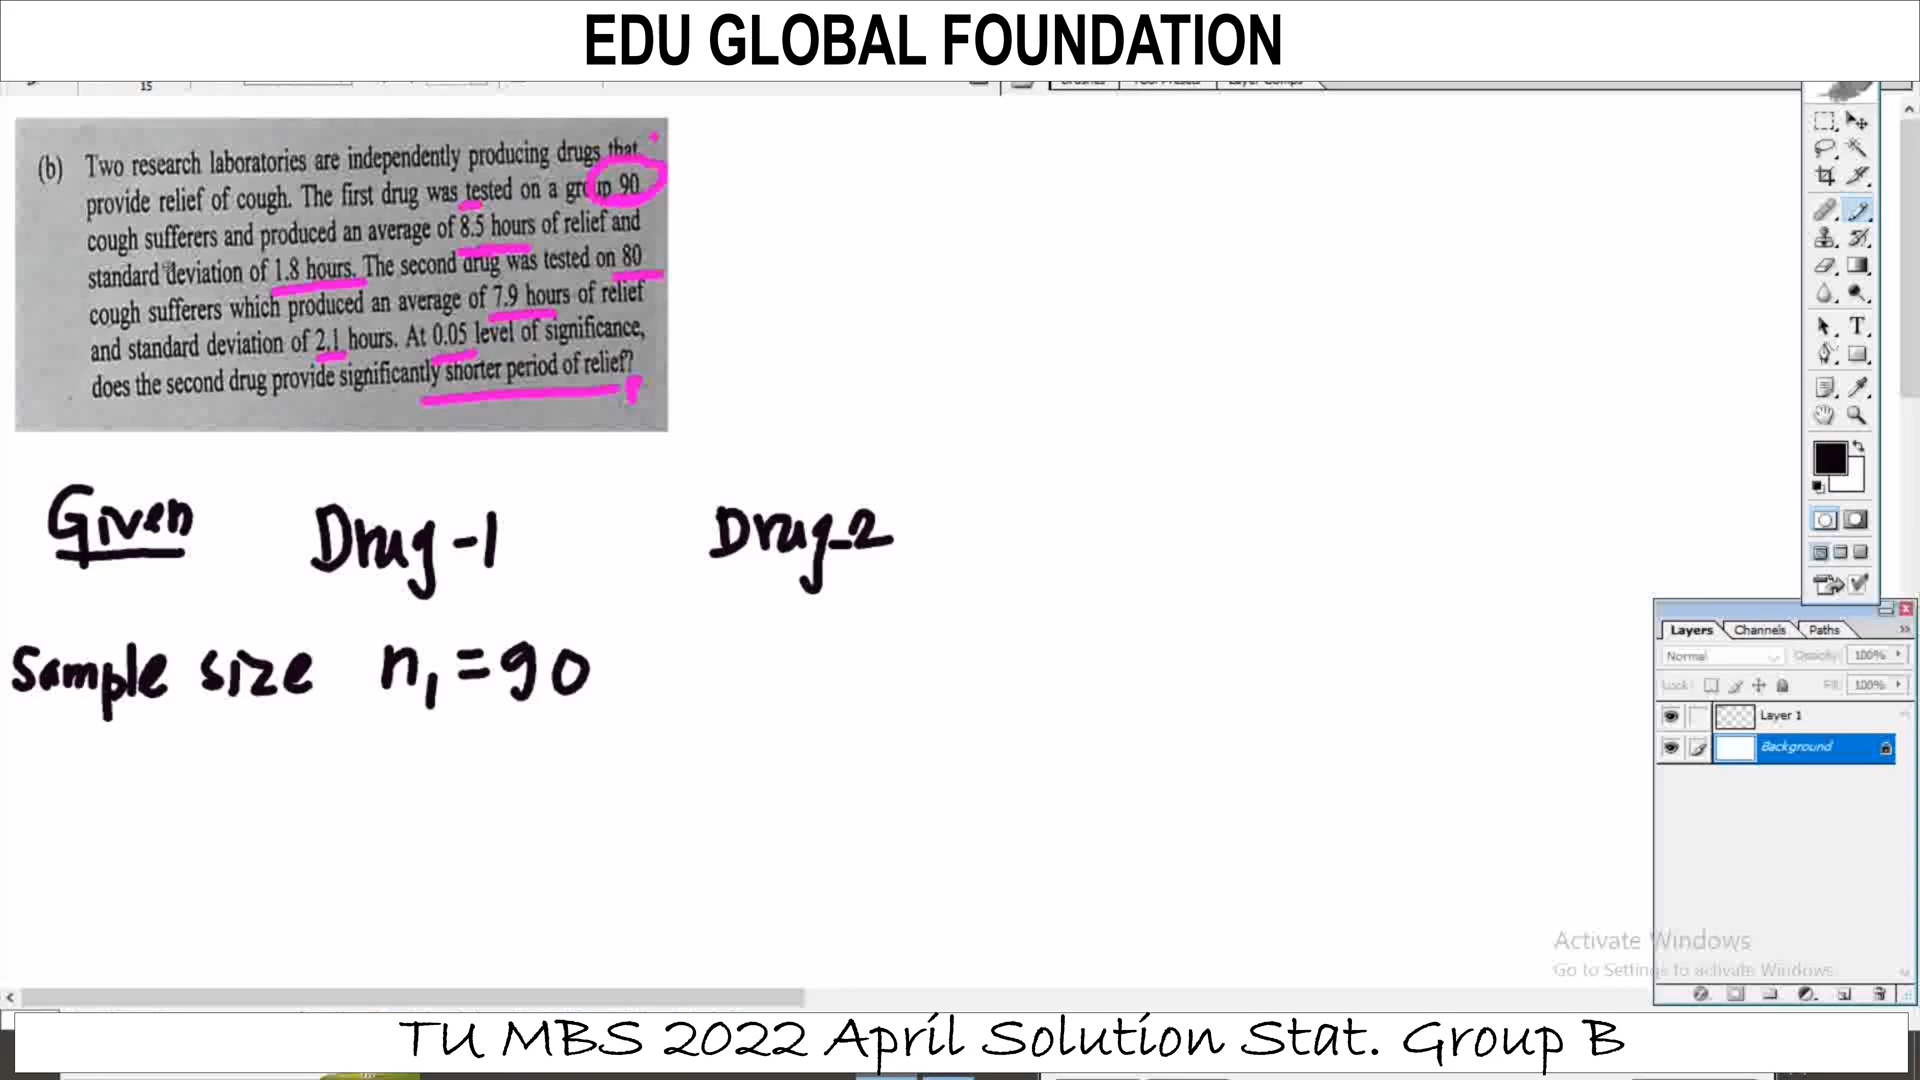 EDU GLOBAL FOUNDATION
15
(b) Two research laboratories are independently producing drugs that
provide relief of cough. The first drug was tested on a group 90
cough sufferers and produced an average of 8.5 hours of relief and
standard deviation of 1.8 hours. The second drug was tested on 80
cough sufferers which produced an average of 7.9 hours of relief
and standard deviation of 2.1 hours. At 0.05 level of significance,
does the second drug provide significantly shorter period of relief?
Given Drug-1 Drug-2
Sample size n₁ = 90
Layers Channels Paths
Normal Opacity: 100%
Lock: Fill: 100%
Layer 1
Background
Activate Windows
Go to Settings to activate Windows.
TU MBS 2022 April Solution Stat. Group B